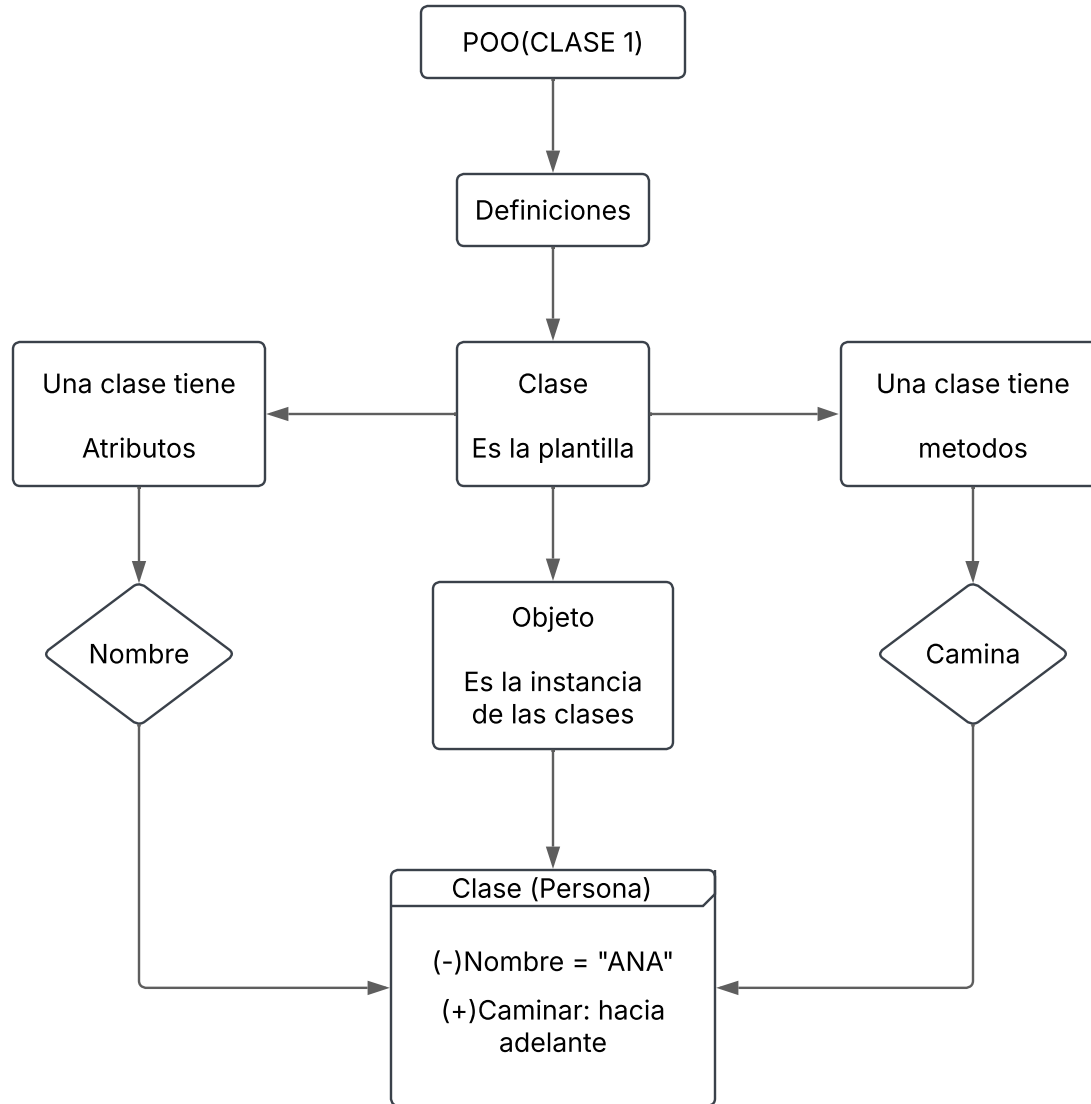 POO(CLASE 1)
Definiciones
Una clase tiene
Atributos
Clase
Es la plantilla
Una clase tiene
metodos
Nombre
Objeto
Es la instancia
de las clases
Camina
Clase (Persona)
(-)Nombre = "ANA"
(+)Caminar: hacia
adelante